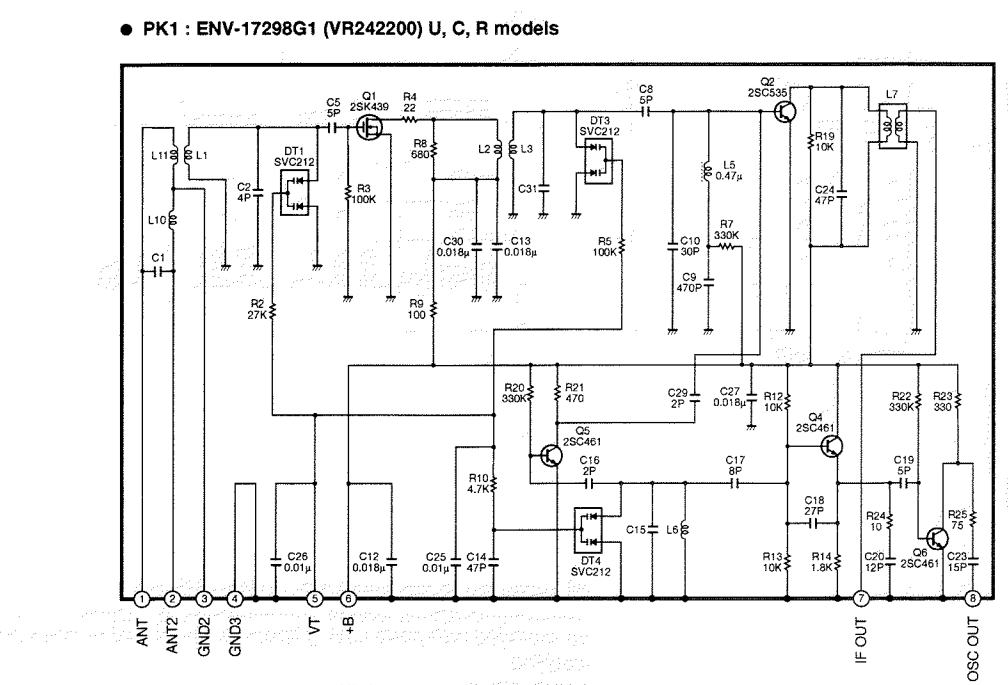 ● PK1 : ENV-17298G1 (VR242200) U, C, R models
Q1
2SK439
C5
5P
R4
22
C8
5P
Q2
2SC535
L7
L11
L1
DT1
SVC212
R8
680
L2
L3
DT3
SVC212
R19
10K
C2
4P
R3
100K
C31
L5
0.47μ
C24
47P
L10
R7
330K
C1
C30
0.018μ
C13
0.018μ
R5
100K
C10
30P
C9
470P
R2
27K
R9
100
R20
330K
R21
470
C29
2P
C27
0.018μ
R12
10K
Q4
2SC461
R22
330K
R23
330
Q5
2SC461
R10
4.7K
C16
2P
C17
8P
C19
5P
C18
27P
C15
L6
R24
10
R25
75
C26
0.01μ
C12
0.018μ
C25
0.01μ
C14
47P
DT4
SVC212
R13
10K
R14
1.8K
C20
12P
Q6
2SC461
C23
15P
1
2
3
4
5
6
7
8
ANT
ANT2
GND2
GND3
VT
+B
IF OUT
OSC OUT